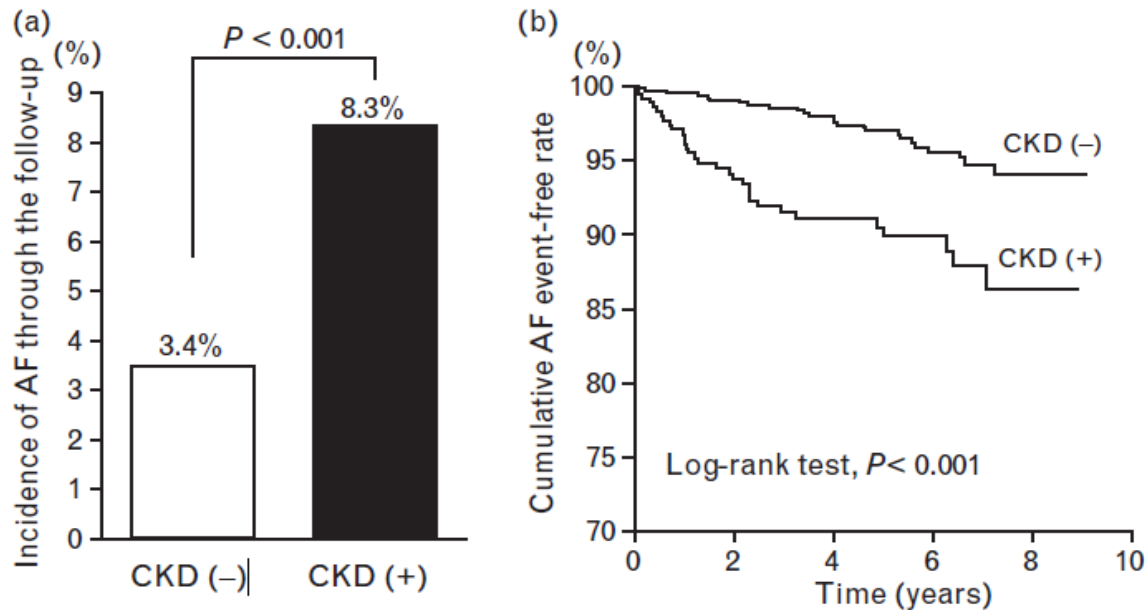 (a)
(%)
P < 0.001
Incidence of AF through the follow-up
9
8
7
6
5
4
3
2
1
0
3.4%
8.3%
CKD (–)
CKD (+)
(b)
(%)
Cumulative AF event-free rate
100
95
90
85
80
75
70
CKD (–)
CKD (+)
Log-rank test, P< 0.001
0 2 4 6 8 10
Time (years)